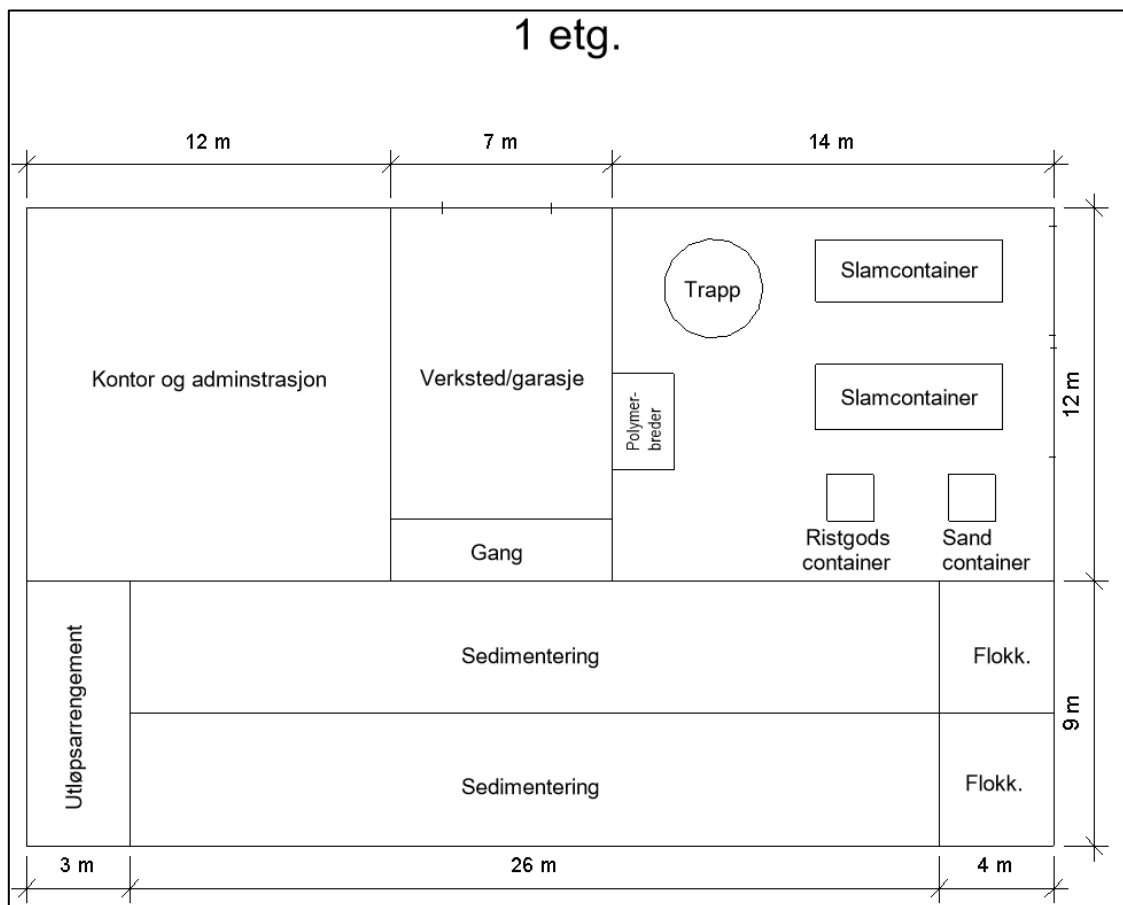 1 etg.
12 m
7 m
14 m
Slamcontainer
Trapp
Kontor og adminstrasjon
Verksted/garasje
Slamcontainer
12 m
Polymer-
breder
Ristgods
container
Sand
container
Gang
Utløpsarrengement
Sedimentering
Flokk.
9 m
Sedimentering
Flokk.
3 m
26 m
4 m